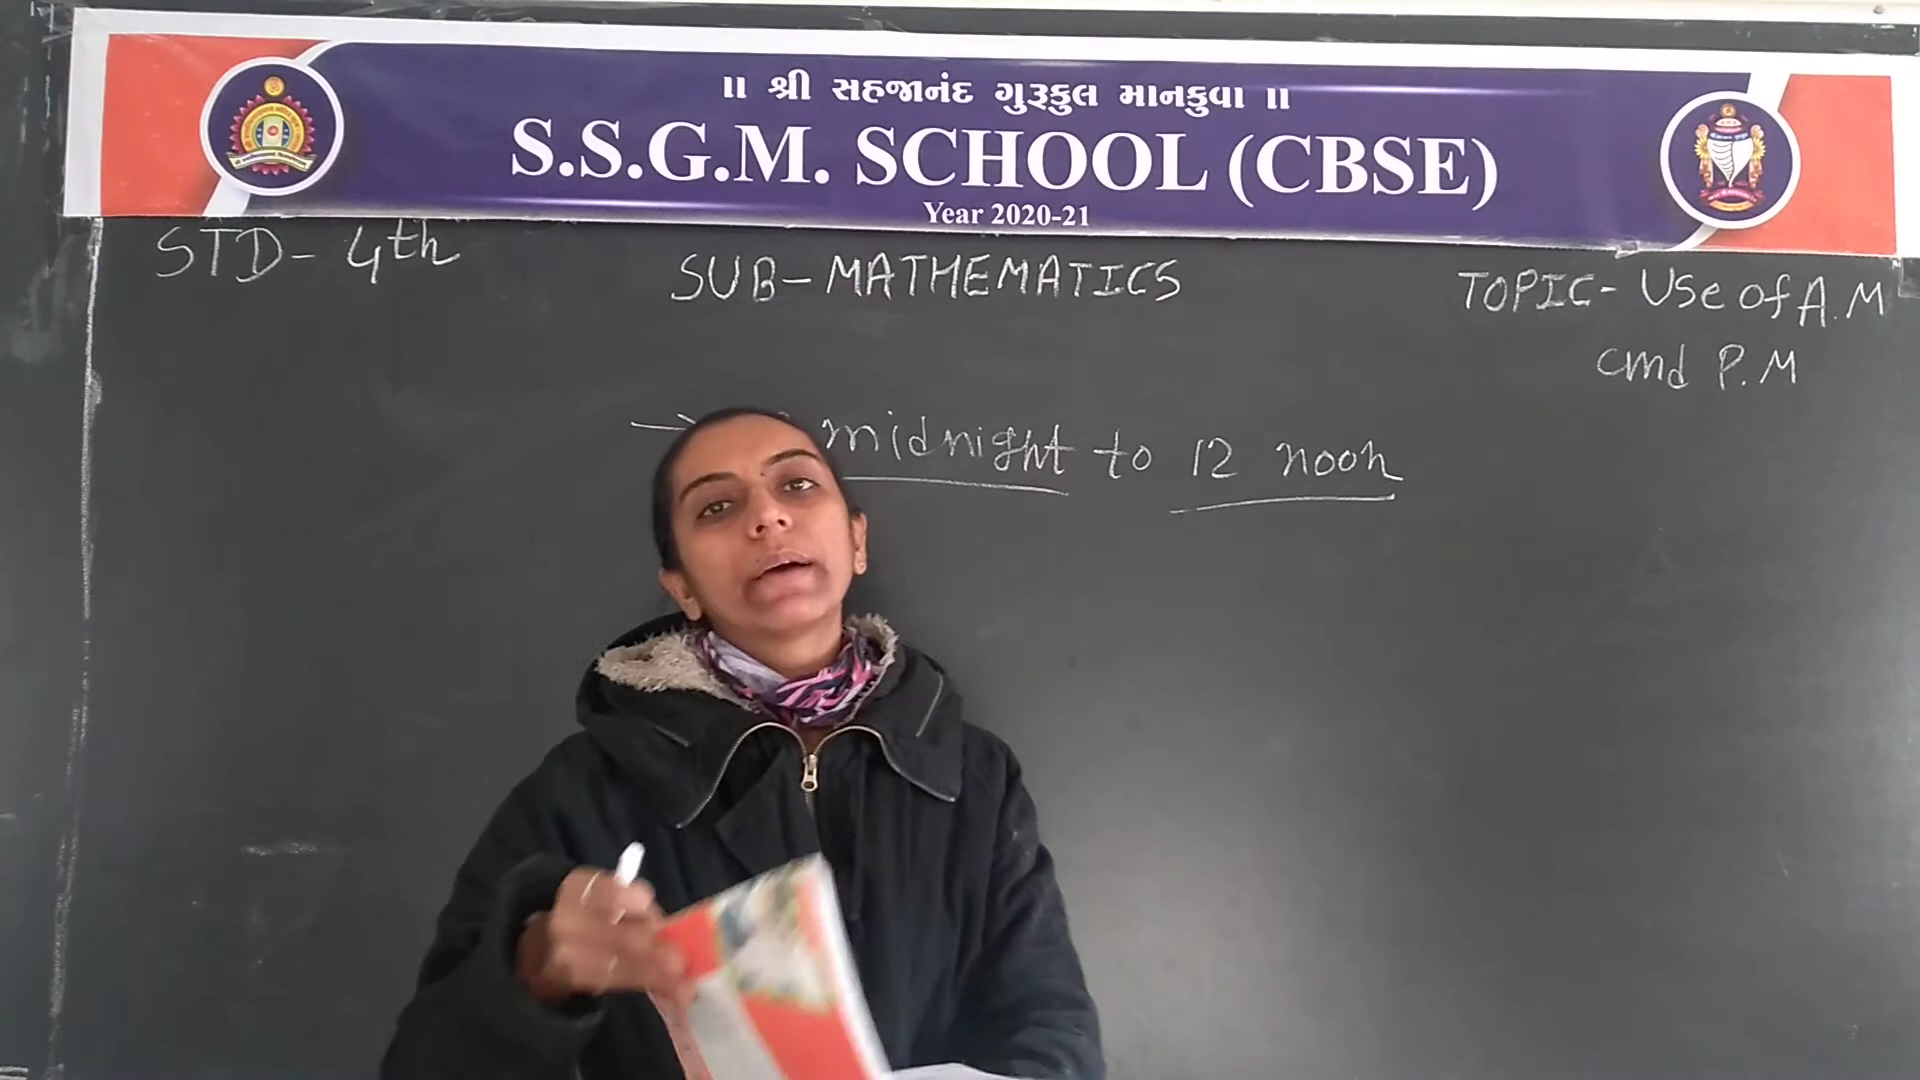 ॥ શ્રી સહજાનંદ ગુરૂકુલ માનકુવા ॥
S.S.G.M. SCHOOL (CBSE)
Year 2020-21
STD- 4th
SUB-MATHEMATICS
TOPIC- Use of A.M
and P.M
→ midnight to 12 noon